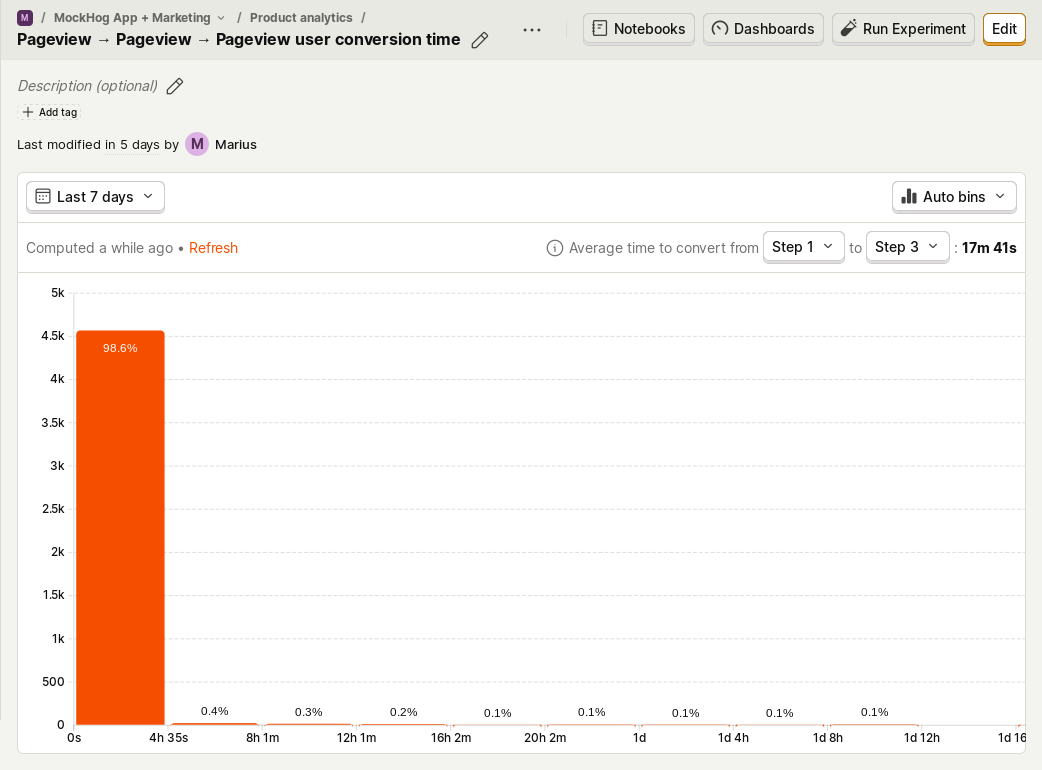 M / MockHog App + Marketing / Product analytics /
Pageview → Pageview → Pageview user conversion time
Notebooks
Dashboards
Run Experiment
Edit
Description (optional)
Add tag
Last modified in 5 days by M Marius
Last 7 days
Auto bins
Computed a while ago • Refresh
Average time to convert from Step 1 to Step 3 : 17m 41s
5k
4.5k
4k
3.5k
3k
2.5k
2k
1.5k
1k
500
0
98.6%
0.4%
0.3%
0.2%
0.1%
0.1%
0.1%
0.1%
0.1%
0s
4h 35s
8h 1m
12h 1m
16h 2m
20h 2m
1d
1d 4h
1d 8h
1d 12h
1d 16